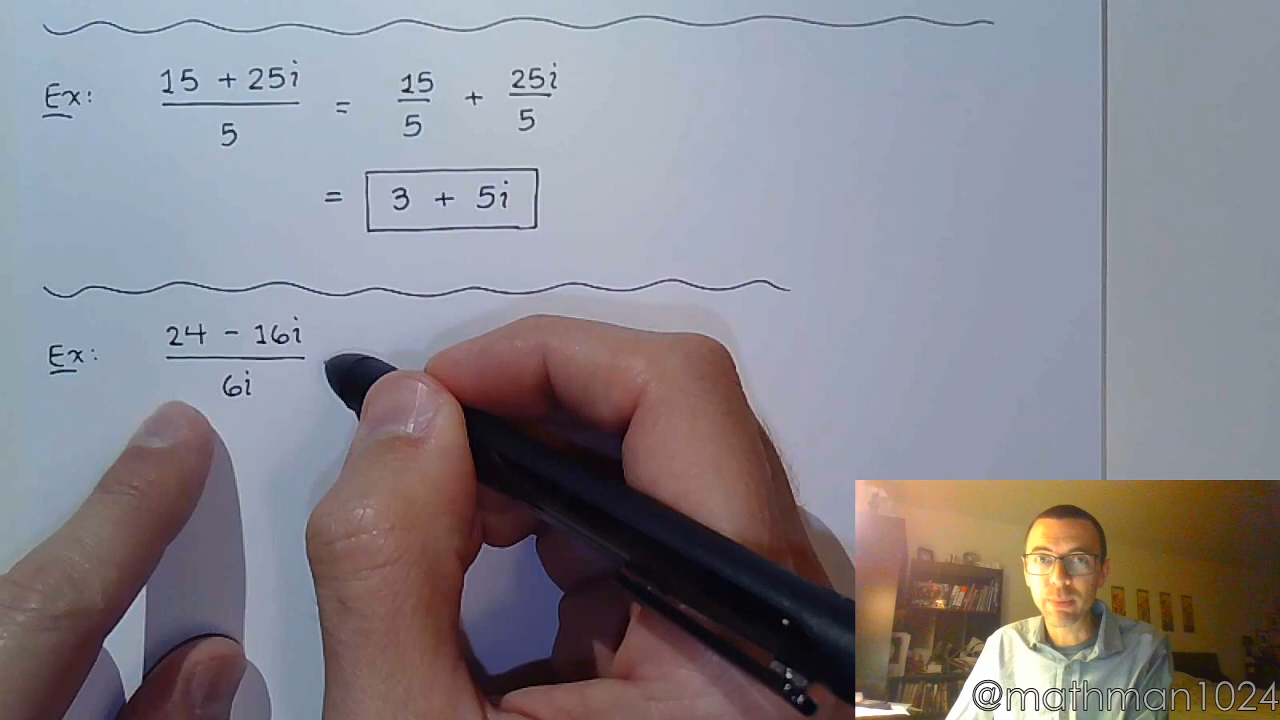 Ex: 15 + 25i / 5 = 15/5 + 25i/5
= 3 + 5i
Ex: 24 - 16i / 6i
@mathman1024